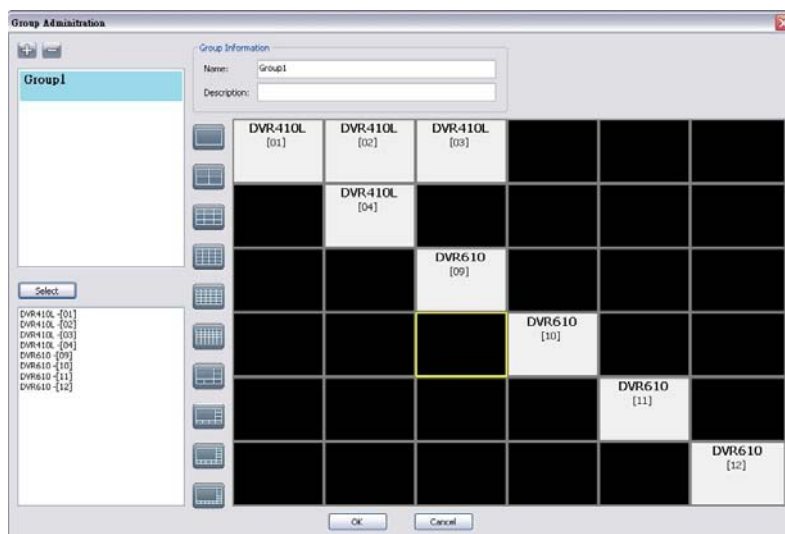 Group Adminitration
Group1
Group Information
Name: Group1
Description:
DVR410L
[01]
DVR410L
[02]
DVR410L
[03]
DVR410L
[04]
DVR610
[09]
DVR610
[10]
DVR610
[11]
DVR610
[12]
Select
DVR410L -[01]
DVR410L -[02]
DVR410L -[03]
DVR410L -[04]
DVR610 -[09]
DVR610 -[10]
DVR610 -[11]
DVR610 -[12]
OK
Cancel